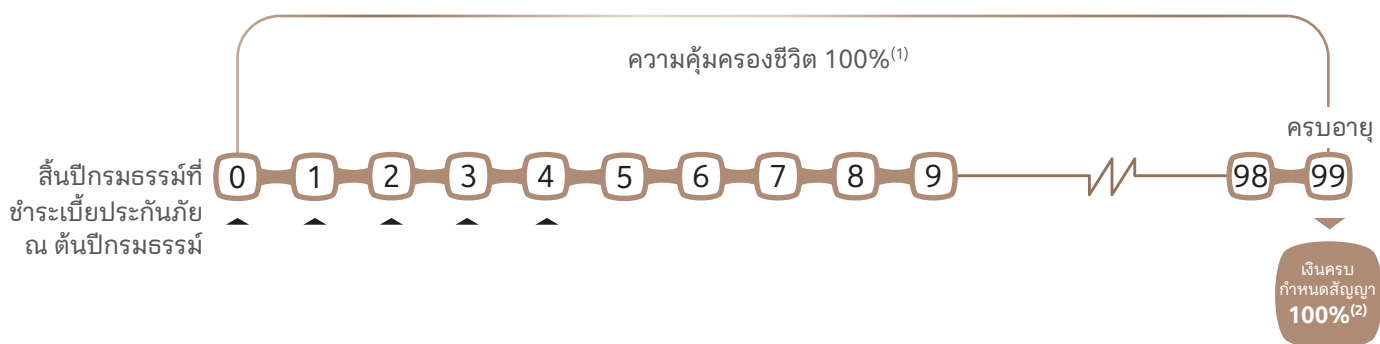 ความคุ้มครองชีวิต 100%(1)
ครบอายุ
สิ้นปีกรมธรรม์ที่ 0 1 2 3 4 5 6 7 8 9 98 99
ชำระเบี้ยประกันภัย
ณ ต้นปีกรมธรรม์
เงินครบ
กำหนดสัญญา
100%(2)